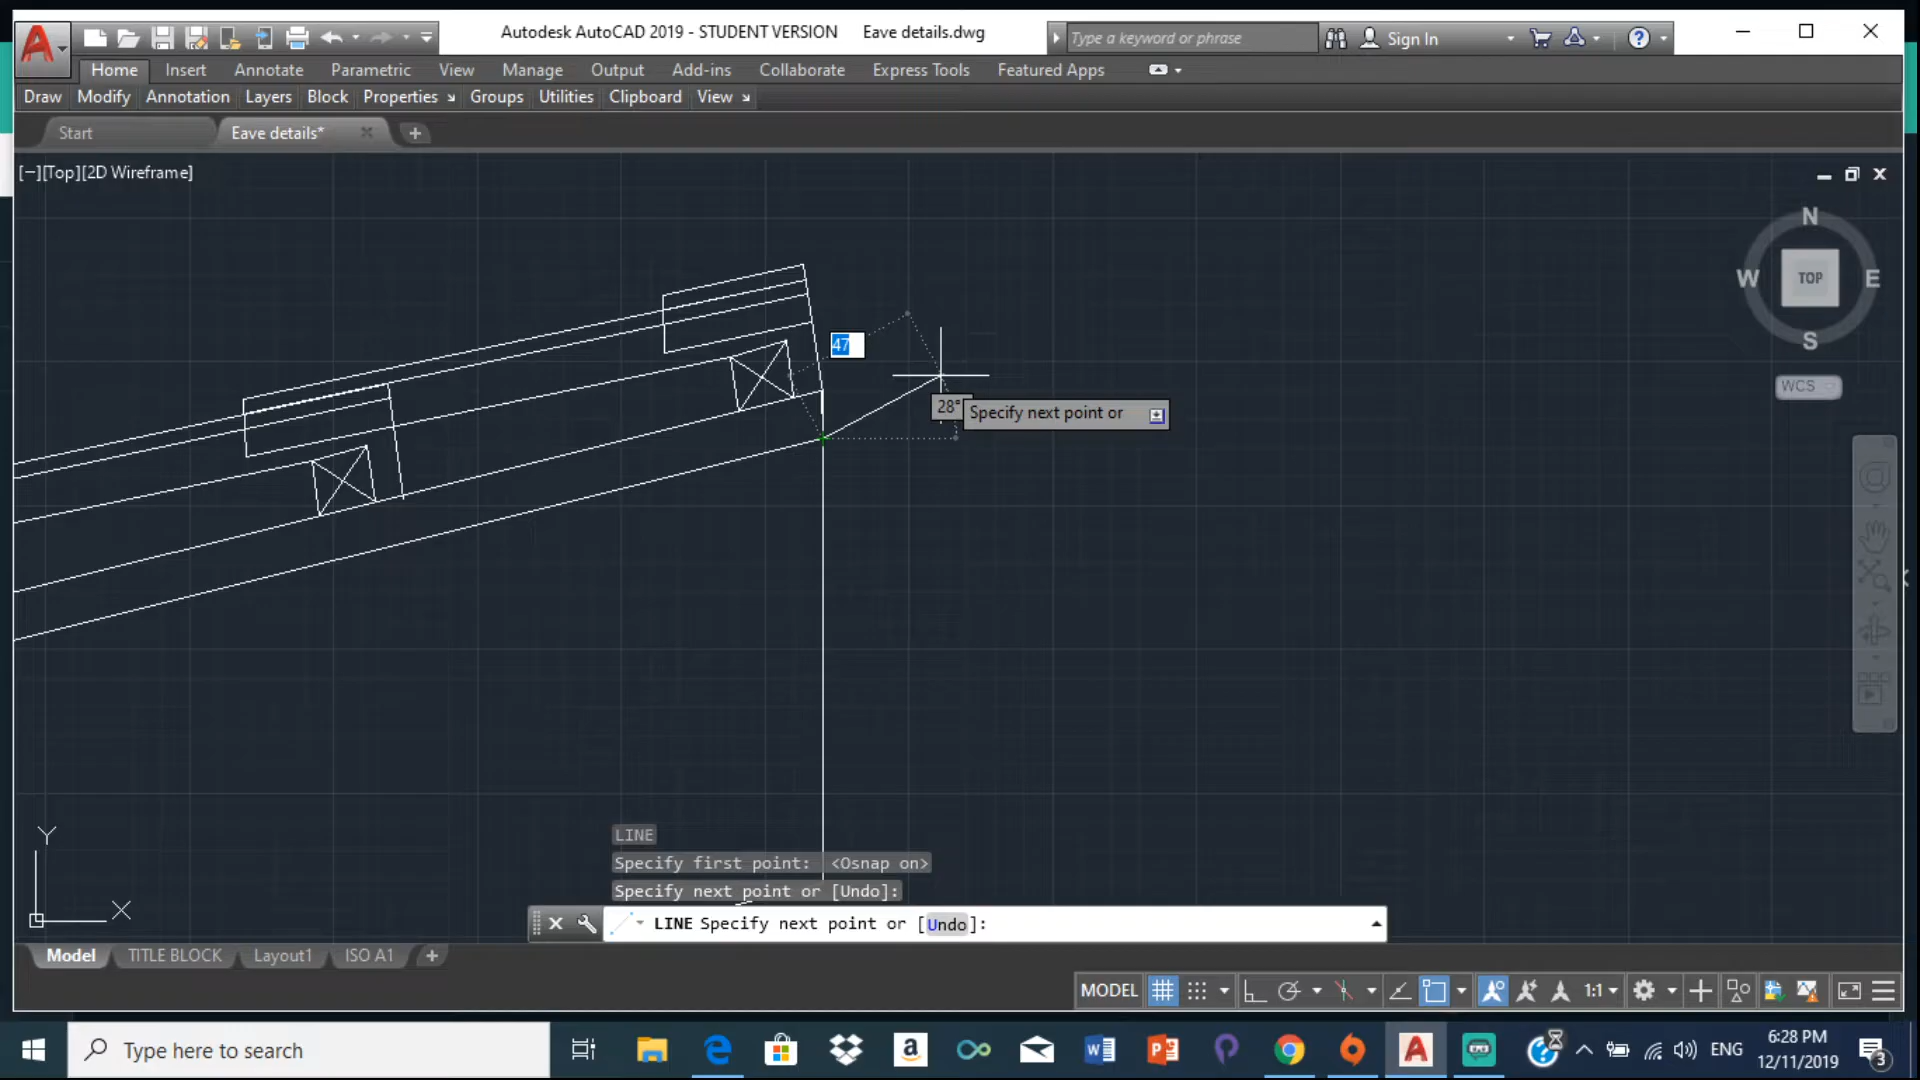 Autodesk AutoCAD 2019 - STUDENT VERSION Eave details.dwg
Type a keyword or phrase
Sign In
Home Insert Annotate Parametric View Manage Output Add-ins Collaborate Express Tools Featured Apps
Draw Modify Annotation Layers Block Properties Groups Utilities Clipboard View
Start Eave details*
[−][Top][2D Wireframe]
N
W TOP E
S
WCS
47
28°
Specify next point or
Y
X
LINE
Specify first point: <Osnap on>
Specify next point or [Undo]:
LINE Specify next point or [Undo]:
Model TITLE BLOCK Layout1 ISO A1
MODEL 1:1
Type here to search
ENG
6:28 PM
12/11/2019
3